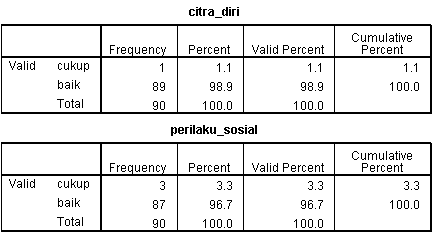 citra_diri
Frequency Percent Valid Percent Cumulative Percent
Valid cukup 1 1.1 1.1 1.1
baik 89 98.9 98.9 100.0
Total 90 100.0 100.0
perilaku_sosial
Frequency Percent Valid Percent Cumulative Percent
Valid cukup 3 3.3 3.3 3.3
baik 87 96.7 96.7 100.0
Total 90 100.0 100.0